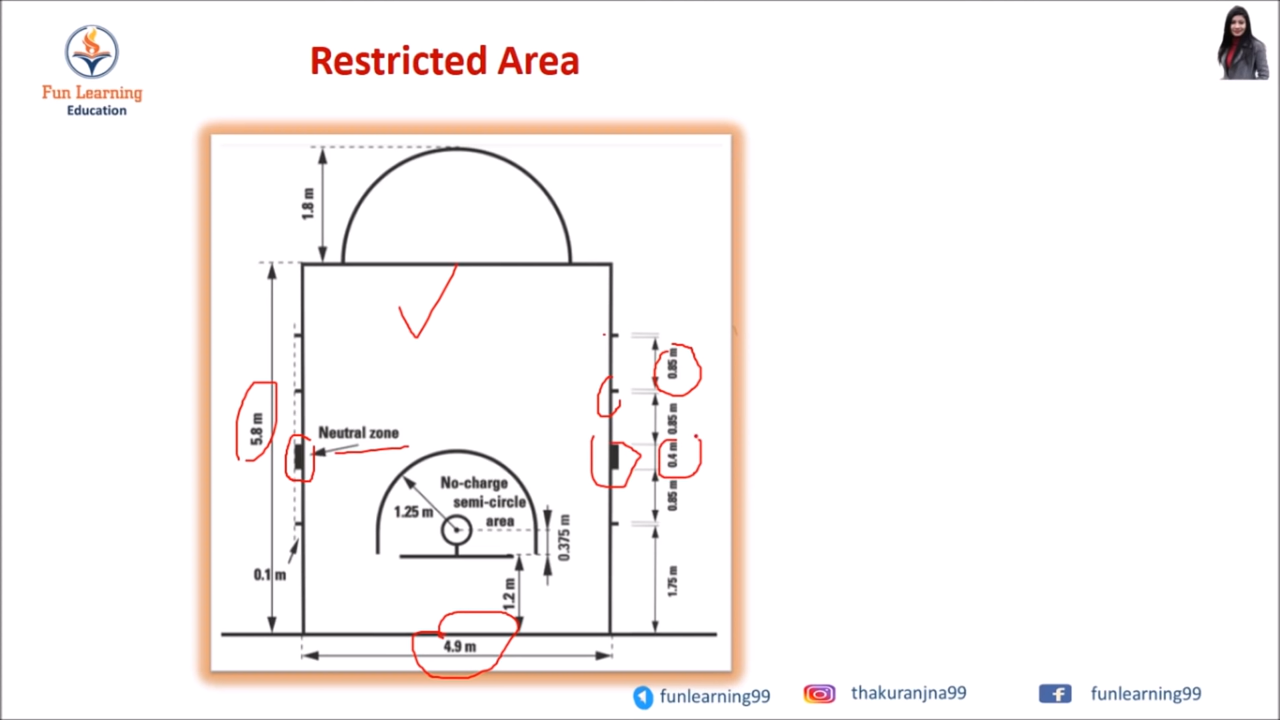 Restricted Area
Fun Learning
Education
1.8 m
5.8 m
Neutral zone
No-charge
semi-circle
area
1.25 m
0.375 m
0.1 m
1.2 m
4.9 m
0.85 m
0.85 m
0.4 m
0.85 m
1.75 m
funlearning99
thakuranjna99
funlearning99